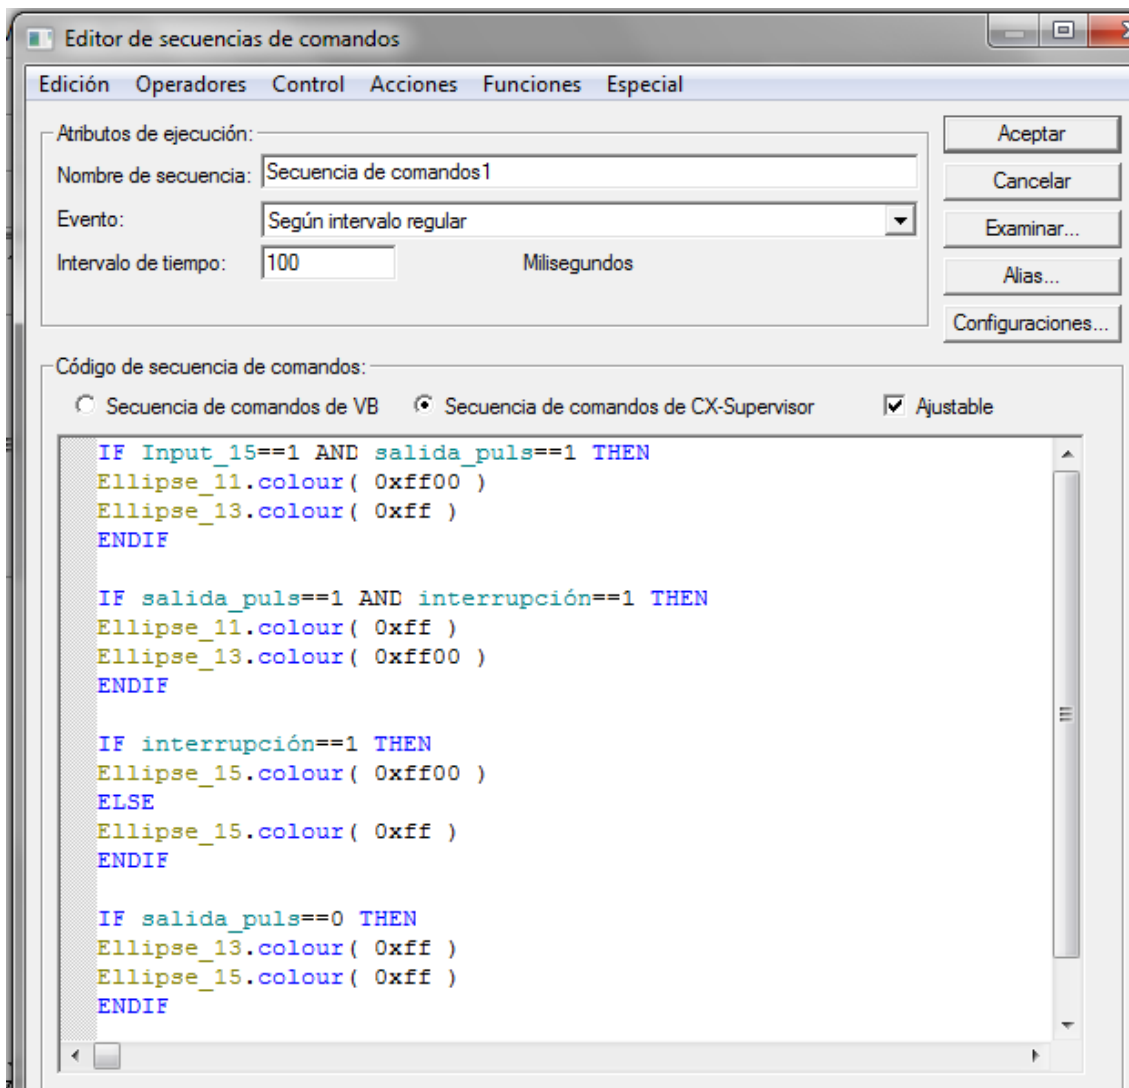 Editor de secuencias de comandos
Edición Operadores Control Acciones Funciones Especial
Atributos de ejecución:
Nombre de secuencia: Secuencia de comandos1
Evento: Según intervalo regular
Intervalo de tiempo: 100 Milisegundos
Aceptar
Cancelar
Examinar...
Alias...
Configuraciones...
Código de secuencia de comandos:
Secuencia de comandos de VB Secuencia de comandos de CX-Supervisor Ajustable
IF Input_15==1 AND salida_puls==1 THEN
Ellipse_11.colour( 0xff00 )
Ellipse_13.colour( 0xff )
ENDIF
IF salida_puls==1 AND interrupción==1 THEN
Ellipse_11.colour( 0xff )
Ellipse_13.colour( 0xff00 )
ENDIF
IF interrupción==1 THEN
Ellipse_15.colour( 0xff00 )
ELSE
Ellipse_15.colour( 0xff )
ENDIF
IF salida_puls==0 THEN
Ellipse_13.colour( 0xff )
Ellipse_15.colour( 0xff )
ENDIF